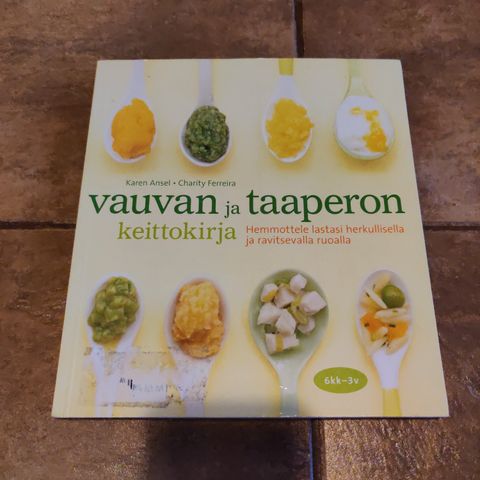 Karen Ansel • Charity Ferreira
vauvan ja taaperon
keittokirja
Hemmottele lastasi herkullisella
ja ravitsevalla ruoalla
6kk–3v